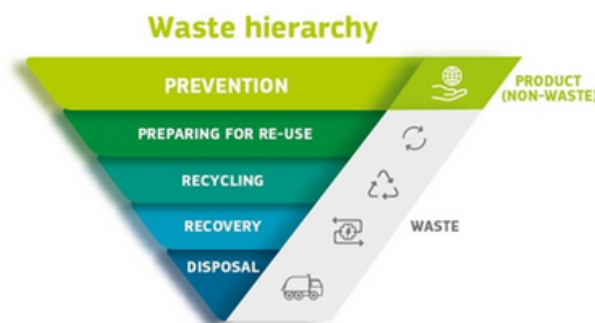 Waste hierarchy
PREVENTION
PRODUCT
(NON-WASTE)
PREPARING FOR RE-USE
RECYCLING
RECOVERY
WASTE
DISPOSAL